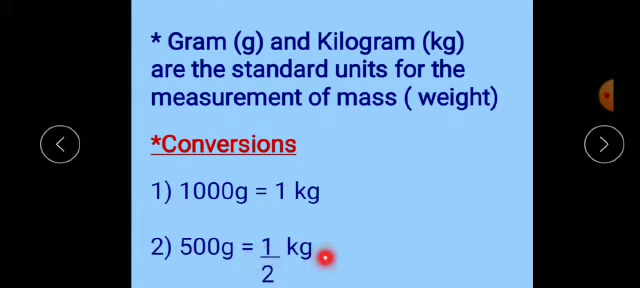 * Gram (g) and Kilogram (kg)
are the standard units for the
measurement of mass ( weight)
*Conversions
1) 1000g = 1 kg
2) 500g = 1 kg
2